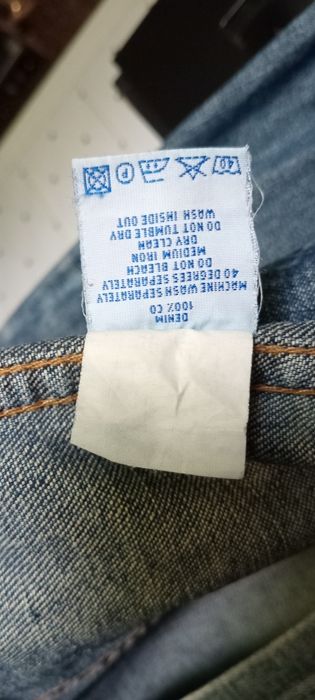 DENIM
100% CO
MACHINE WASH SEPARATELY
40 DEGREES SEPARATELY
DO NOT BLEACH
MEDIUM IRON
DRY CLEAN
DO NOT TUMBLE DRY
WASH INSIDE OUT
P